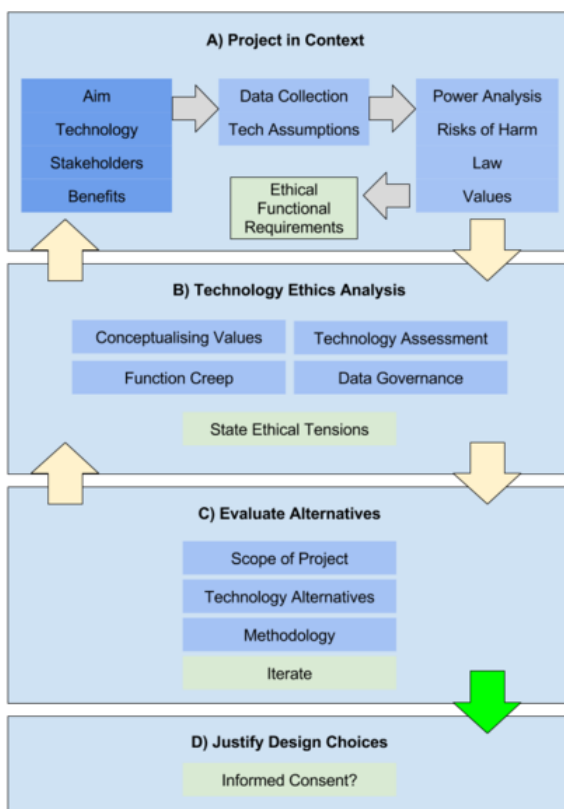 A) Project in Context
Aim
Technology
Stakeholders
Benefits
Data Collection
Tech Assumptions
Power Analysis
Risks of Harm
Law
Values
Ethical
Functional
Requirements
B) Technology Ethics Analysis
Conceptualising Values
Technology Assessment
Function Creep
Data Governance
State Ethical Tensions
C) Evaluate Alternatives
Scope of Project
Technology Alternatives
Methodology
Iterate
D) Justify Design Choices
Informed Consent?